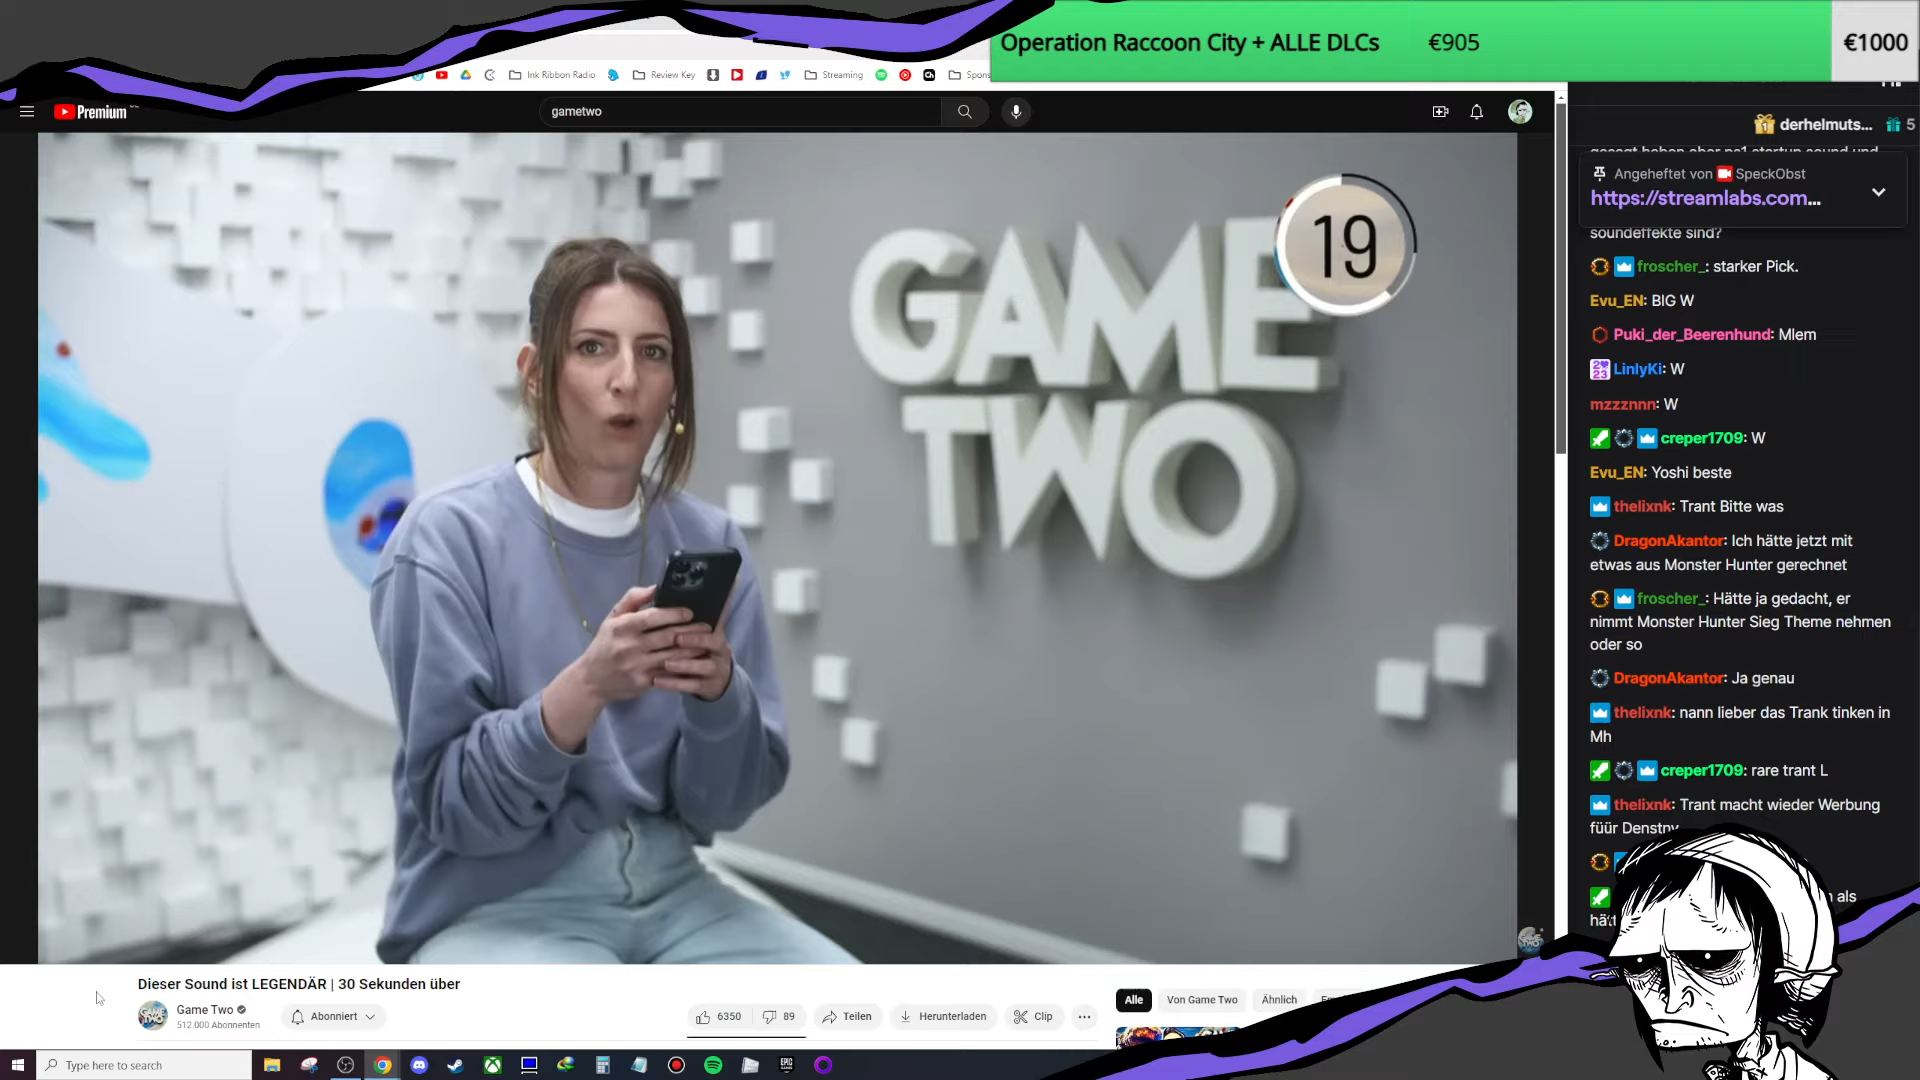 Operation Raccoon City + ALLE DLCs €905 €1000
Ink Ribbon Radio Review Key Streaming
Premium gametwo
derhelmuts... 5
Angeheftet von SpeckObst
https://streamlabs.com...
soundeffekte sind?
froscher_: starker Pick.
Evu_EN: BIG W
Puki_der_Beerenhund: Mlem
LinlyKi: W
mzzznnn: W
creper1709: W
Evu_EN: Yoshi beste
thelixnk: Trant Bitte was
DragonAkantor: Ich hätte jetzt mit
etwas aus Monster Hunter gerechnet
froscher_: Hätte ja gedacht, er
nimmt Monster Hunter Sieg Theme nehmen
oder so
DragonAkantor: Ja genau
thelixnk: nann lieber das Trank tinken in
Mh
creper1709: rare trant L
thelixnk: Trant macht wieder Werbung
füür Denstny
als
19
GAME
TWO
Dieser Sound ist LEGENDÄR | 30 Sekunden über
Game Two
512.000 Abonnenten
Abonniert
6350 89 Teilen Herunterladen Clip
Alle Von Game Two Ähnlich
Type here to search